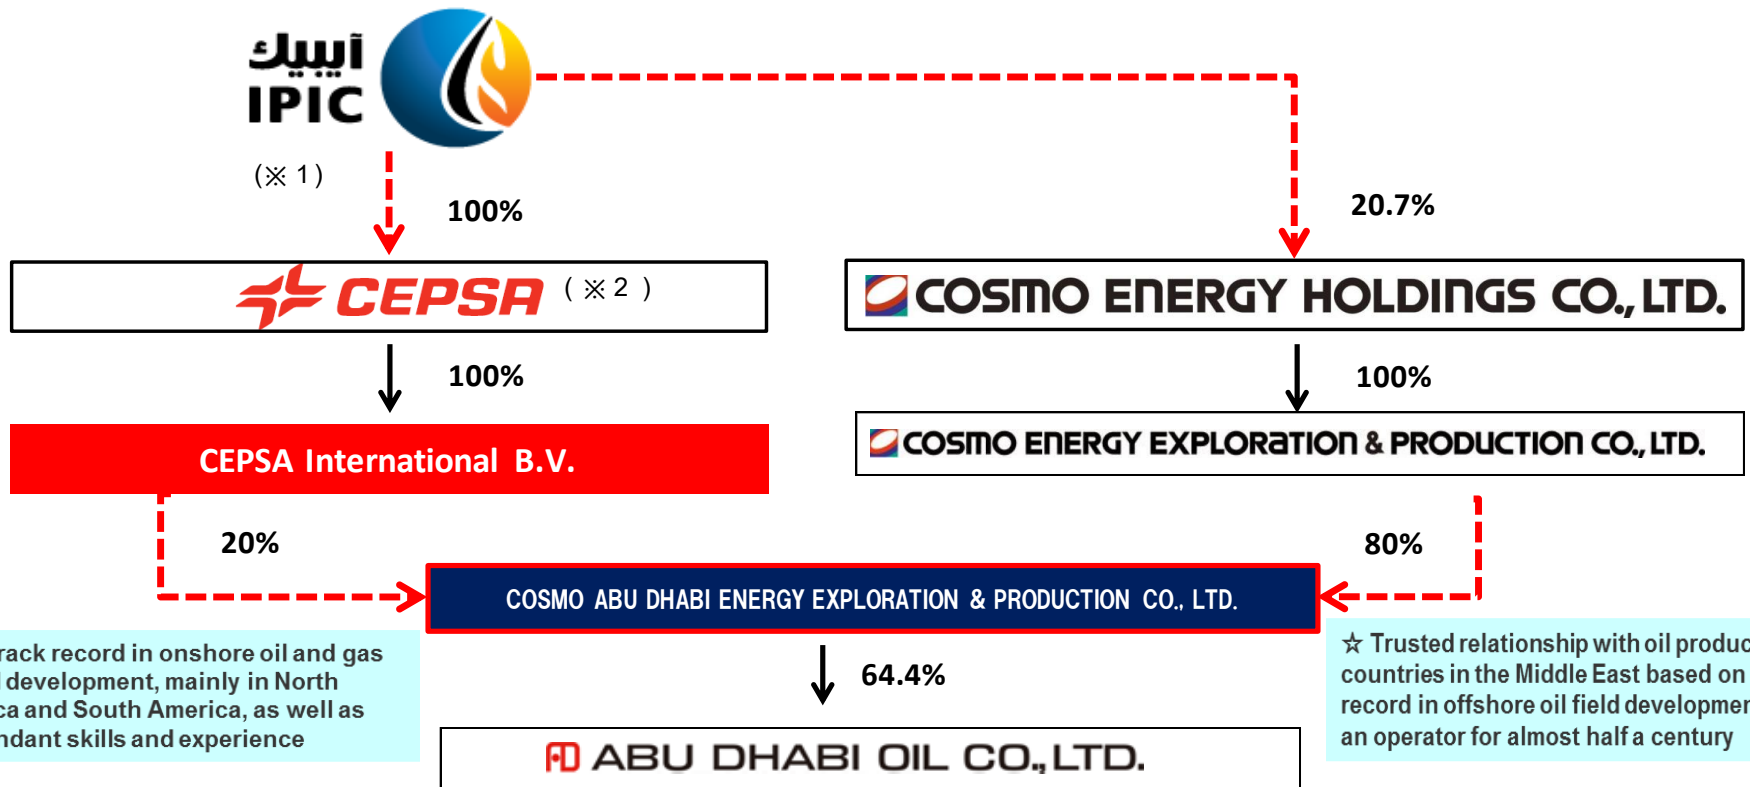 آيبيك
IPIC
(※1)
100%
20.7%
CEPSA (※2)
COSMO ENERGY HOLDINGS CO., LTD.
100%
100%
CEPSA International B.V.
COSMO ENERGY EXPLORATION & PRODUCTION CO., LTD.
20%
80%
COSMO ABU DHABI ENERGY EXPLORATION & PRODUCTION CO., LTD.
rack record in onshore oil and gas
development, mainly in North
ca and South America, as well as
ndant skills and experience
64.4%
☆ Trusted relationship with oil produc
countries in the Middle East based on
record in offshore oil field developmen
an operator for almost half a century
ABU DHABI OIL CO., LTD.